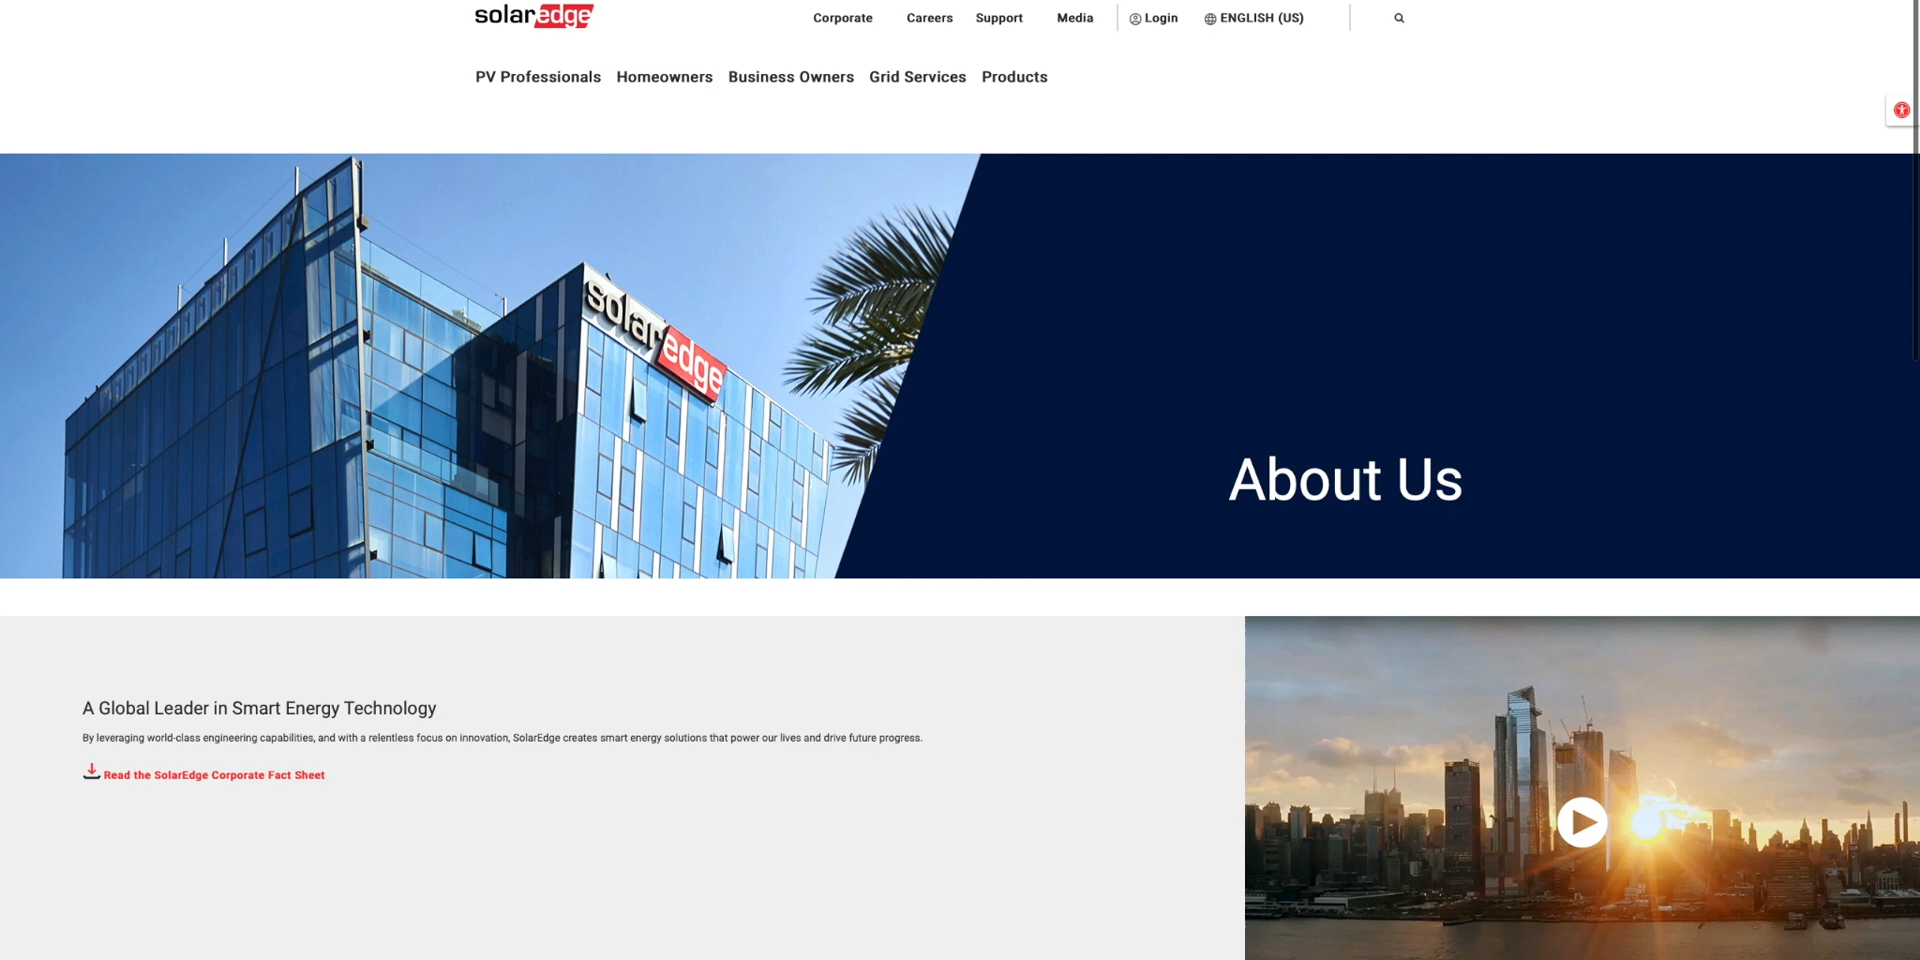 solaredge
Corporate Careers Support Media Login ENGLISH (US)
PV Professionals Homeowners Business Owners Grid Services Products
solaredge
About Us
A Global Leader in Smart Energy Technology
By leveraging world-class engineering capabilities, and with a relentless focus on innovation, SolarEdge creates smart energy solutions that power our lives and drive future progress.
Read the SolarEdge Corporate Fact Sheet